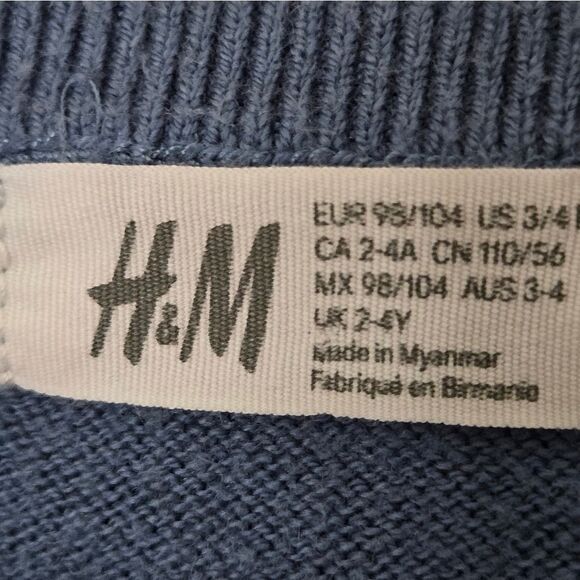 H&M
EUR 98/104 US 3/4
CA 2-4A CN 110/56
MX 98/104 AUS 3-4
UK 2-4Y
Made in Myanmar
Fabriqué en Birmanie